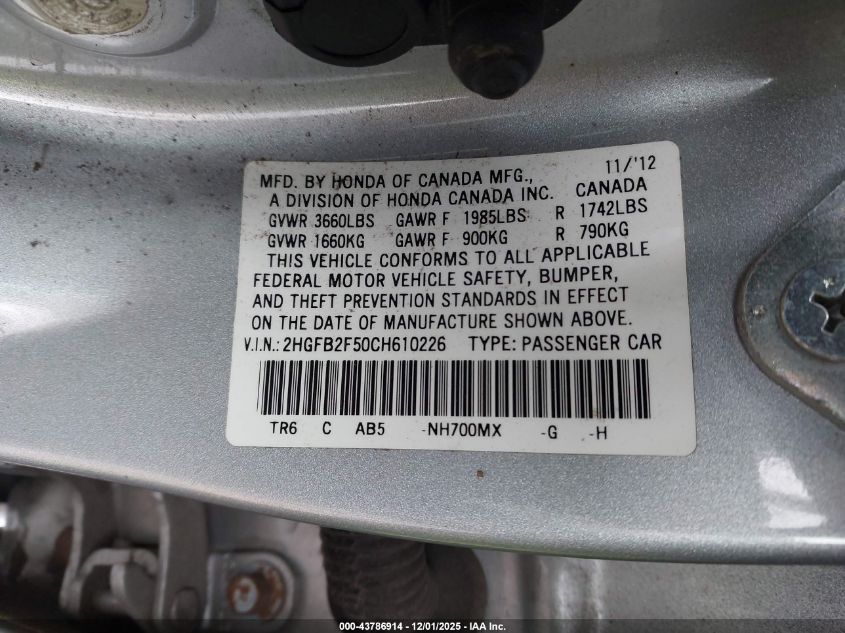 11/'12
MFD. BY HONDA OF CANADA MFG.,
A DIVISION OF HONDA CANADA INC. CANADA
GVWR 3660LBS GAWR F 1985LBS R 1742LBS
GVWR 1660KG GAWR F 900KG R 790KG
THIS VEHICLE CONFORMS TO ALL APPLICABLE
FEDERAL MOTOR VEHICLE SAFETY, BUMPER,
AND THEFT PREVENTION STANDARDS IN EFFECT
ON THE DATE OF MANUFACTURE SHOWN ABOVE.
V.I.N.: 2HGFB2F50CH610226 TYPE: PASSENGER CAR
TR6 C AB5 -NH700MX -G -H
000-43786914 - 12/01/2025 - IAA Inc.